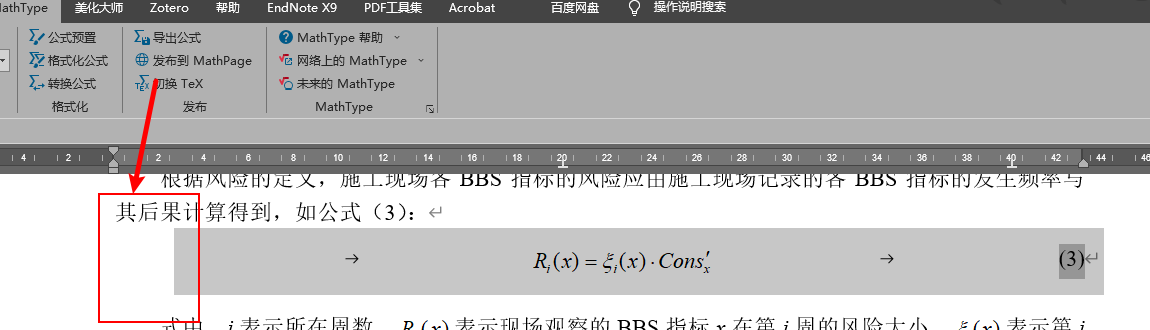 MathType 美化大师 Zotero 帮助 EndNote X9 PDF工具集 Acrobat 百度网盘 操作说明搜索
公式预置 导出公式 MathType 帮助
格式化公式 发布到 MathPage 网络上的 MathType
转换公式 切换 TeX 未来的 MathType
格式化 发布 MathType
4 2 2 4 6 8 10 12 14 16 18 20 22 24 26 28 30 32 34 36 38 40 42 44 46
根据风险的定义，施工现场各 BBS 指标的风险应由施工现场记录的各 BBS 指标的发生频率与
其后果计算得到，如公式（3）：↵
→ Rᵢ(x) = ξᵢ(x) · Cons′ₓ → (3)↵
式中，i 表示所在周数，Rᵢ(x) 表示现场观察的 BBS 指标 x 在第 i 周的风险大小，ξᵢ(x) 表示第 i